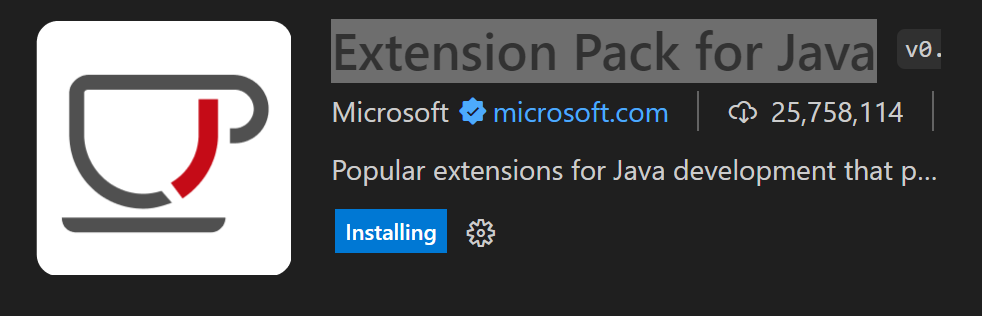 Extension Pack for Java v0.
Microsoft microsoft.com 25,758,114
Popular extensions for Java development that p...
Installing